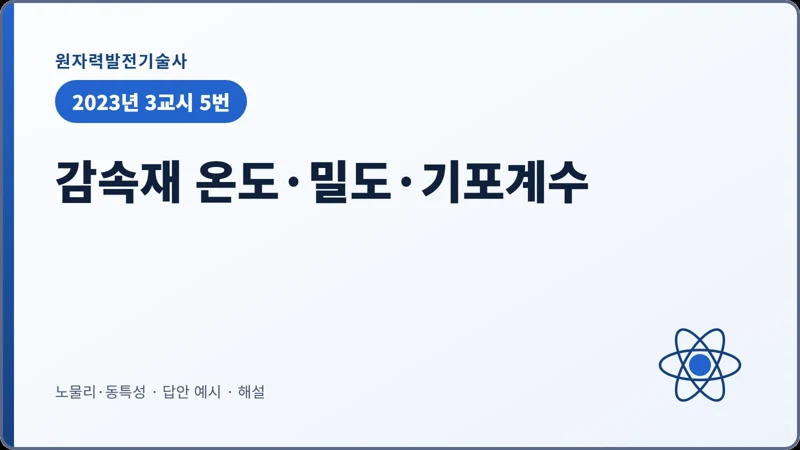 원자력발전기술사
2023년 3교시 5번
감속재 온도·밀도·기포계수
노물리·동특성 · 답안 예시 · 해설